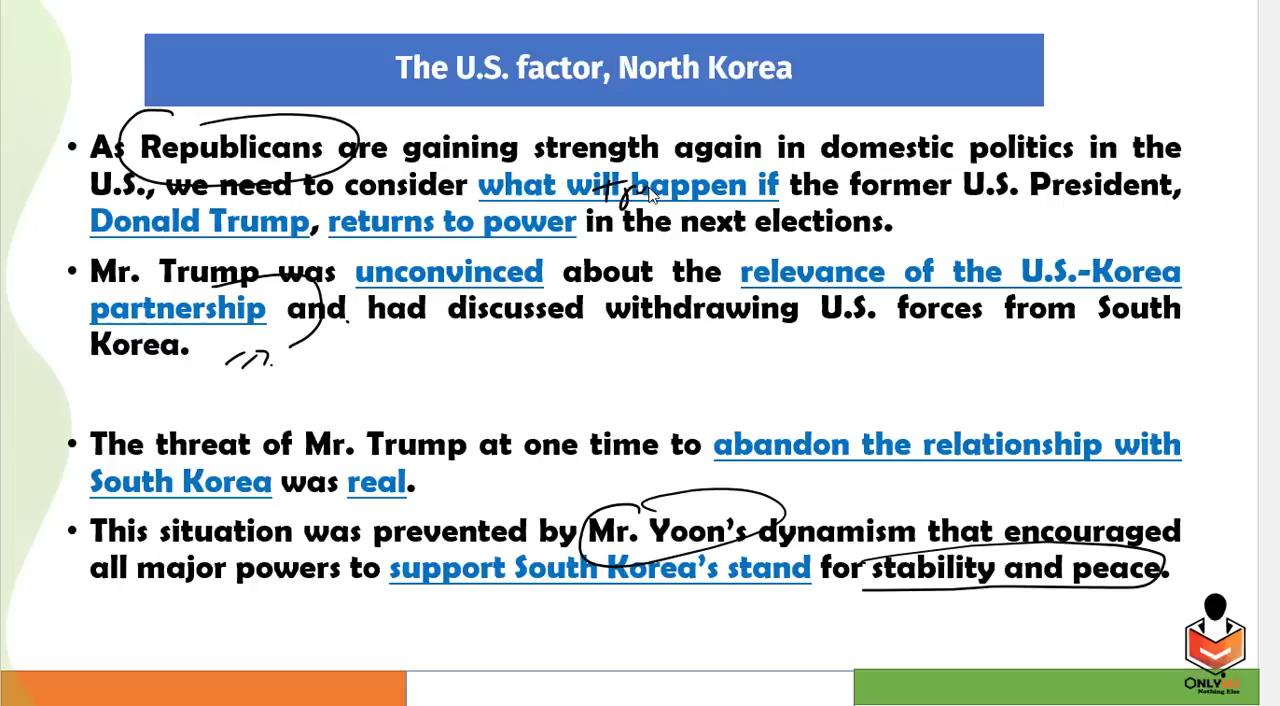 The U.S. factor, North Korea
• As Republicans are gaining strength again in domestic politics in the
U.S., we need to consider what will happen if the former U.S. President,
Donald Trump, returns to power in the next elections.
• Mr. Trump was unconvinced about the relevance of the U.S.-Korea
partnership and had discussed withdrawing U.S. forces from South
Korea.
• The threat of Mr. Trump at one time to abandon the relationship with
South Korea was real.
• This situation was prevented by Mr. Yoon's dynamism that encouraged
all major powers to support South Korea's stand for stability and peace.
Nothing Else